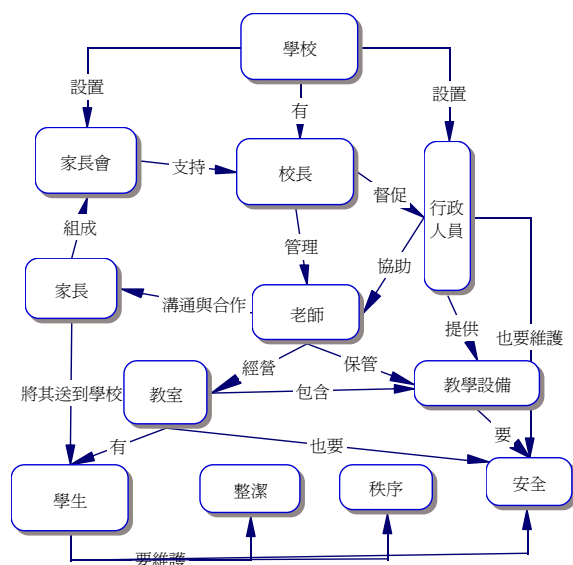 學校
設置
有
設置
家長會
支持
校長
督促
行政
人員
組成
管理
協助
家長
溝通與合作
老師
提供
也要維護
經營
保管
將其送到學校
教室
包含
教學設備
有
也要
要
學生
整潔
秩序
安全
要維護